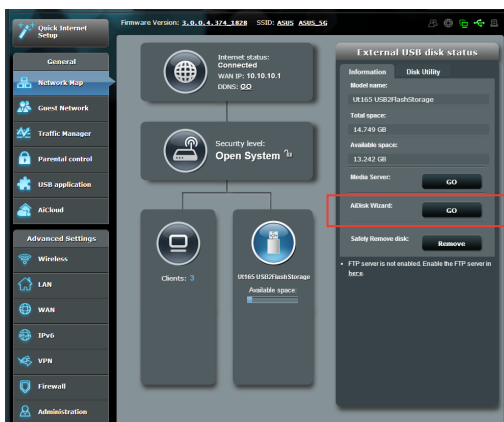 Quick Internet
Setup
Firmware Version: 3.0.0.4.374_1828 SSID: ASUS ASUS_5G
General
Network Map
Guest Network
Traffic Manager
Parental control
USB application
AiCloud
Advanced Settings
Wireless
LAN
WAN
IPv6
VPN
Firewall
Administration
Internet status:
Connected
WAN IP: 10.10.10.1
DDNS: GO
Security level:
Open System
Clients: 3
Ut165 USB2FlashStorage
Available space:
External USB disk status
Information Disk Utility
Model name:
Ut165 USB2FlashStorage
Total space:
14.749 GB
Available space:
13.242 GB
Media Server: GO
AiDisk Wizard: GO
Safely Remove disk: Remove
FTP server is not enabled. Enable the FTP server in
here.